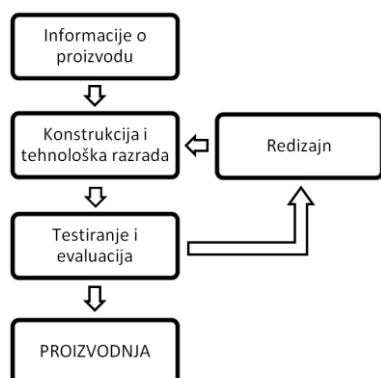 Informacije o
proizvodu
Konstrukcija i
tehnološka razrada
Redizajn
Testiranje i
evaluacija
PROIZVODNJA